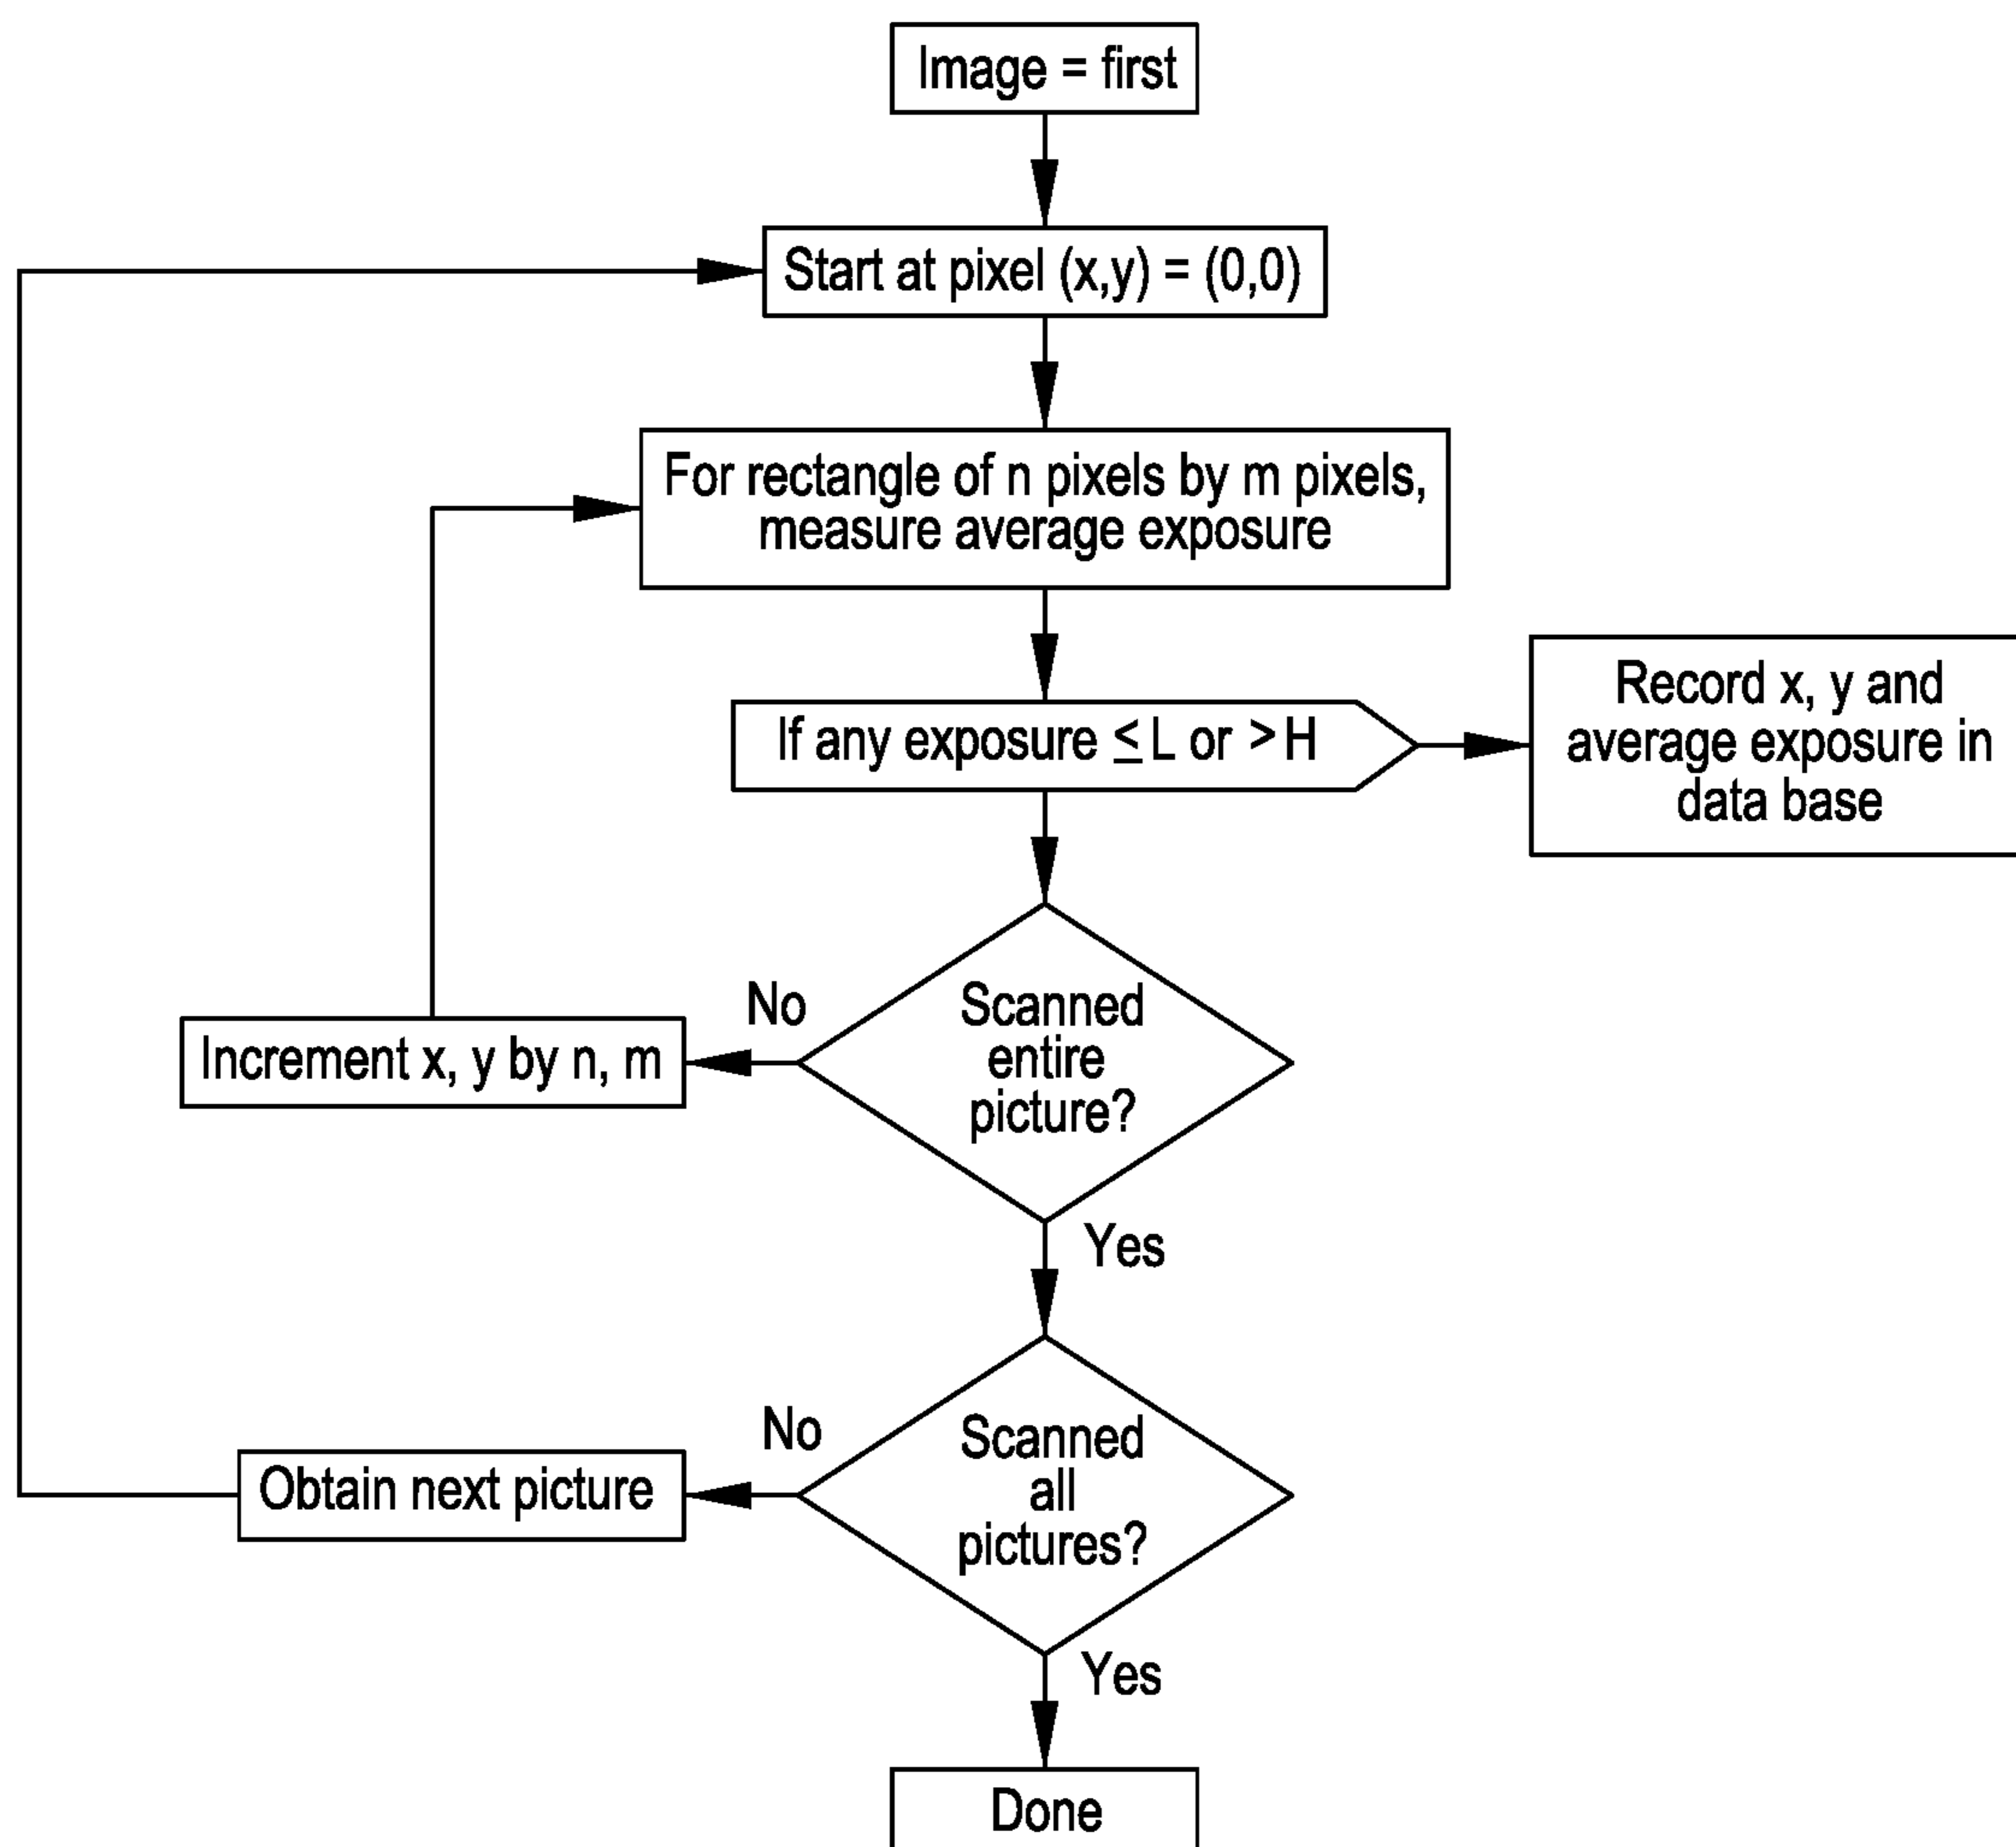 Image = first
Start at pixel (x,y) = (0,0)
For rectangle of n pixels by m pixels,
measure average exposure
If any exposure ≤ L or > H
Record x, y and
average exposure in
data base
Scanned
entire
picture?
No
Increment x, y by n, m
Yes
Scanned
all
pictures?
No
Obtain next picture
Yes
Done